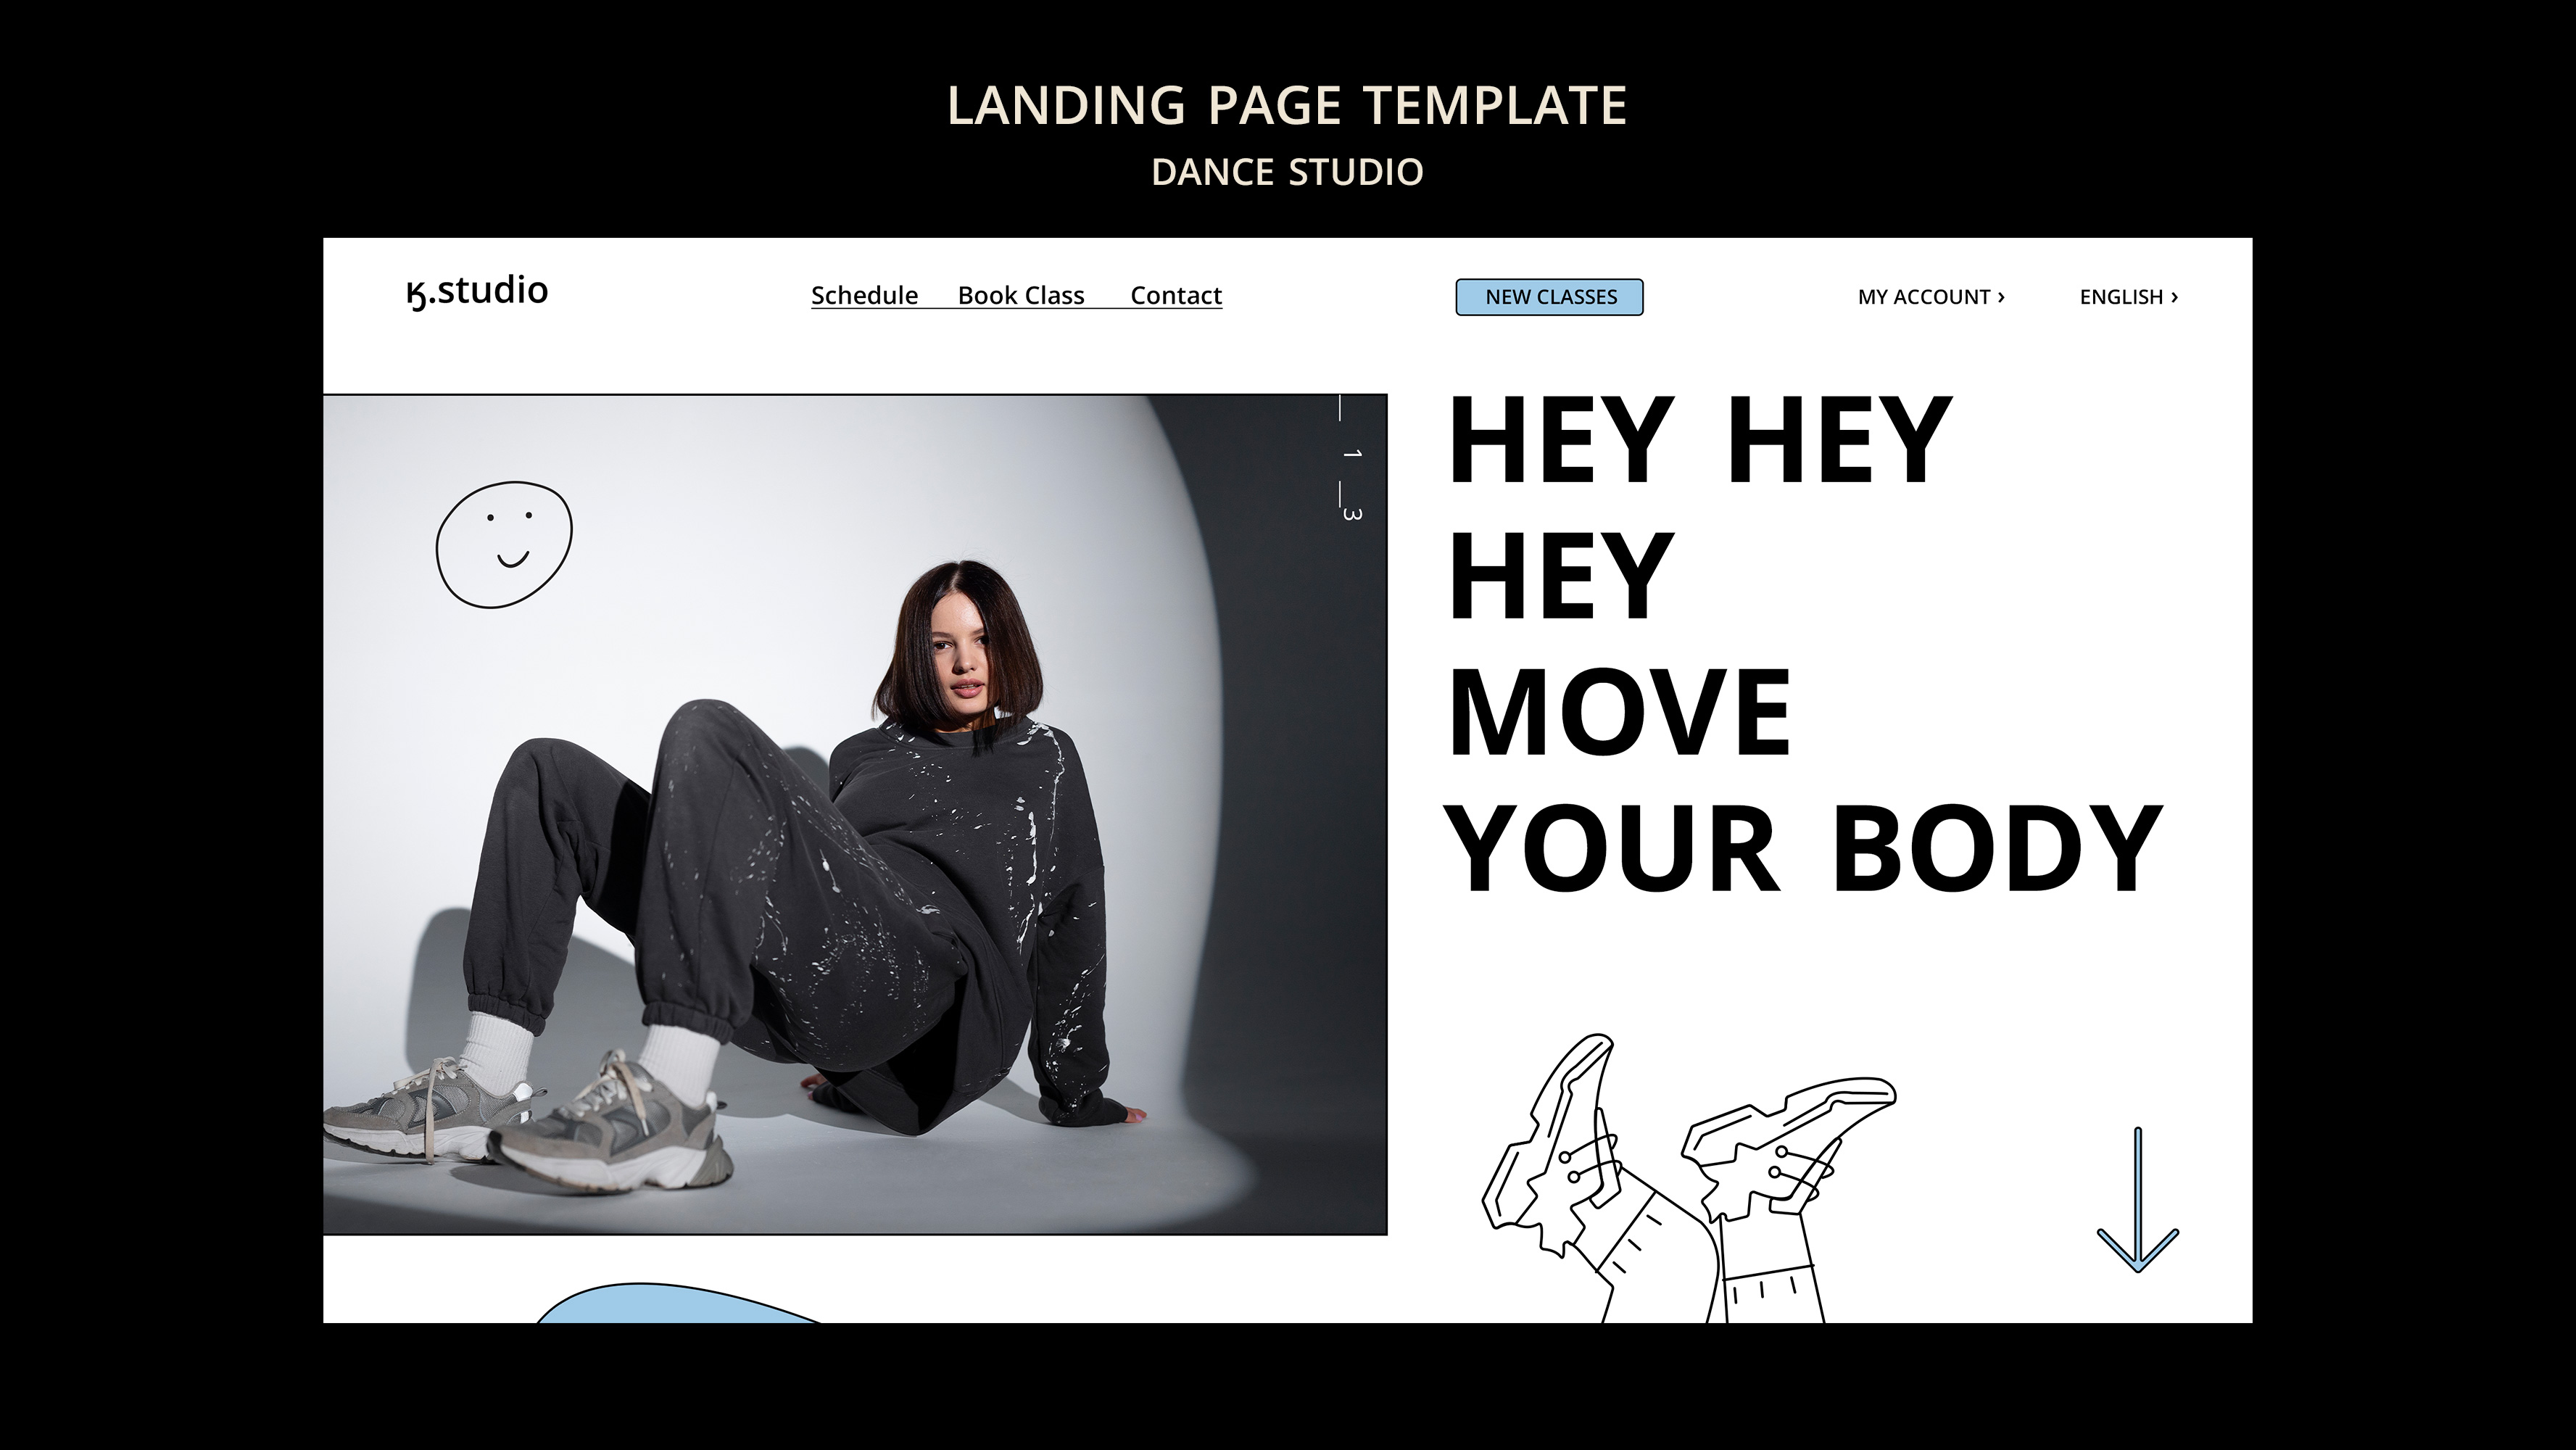 LANDING PAGE TEMPLATE
DANCE STUDIO
ӄ.studio
Schedule Book Class Contact
NEW CLASSES
MY ACCOUNT ›
ENGLISH ›
_ 1 _3
HEY HEY
HEY
MOVE
YOUR BODY